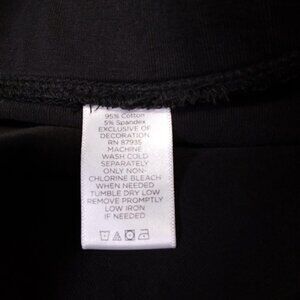 95% Cotton
5% Spandex
EXCLUSIVE OF
DECORATION
RN 87935
MACHINE
WASH COLD
SEPARATELY
ONLY NON-
CHLORINE BLEACH
WHEN NEEDED
TUMBLE DRY LOW
REMOVE PROMPTLY
LOW IRON
IF NEEDED